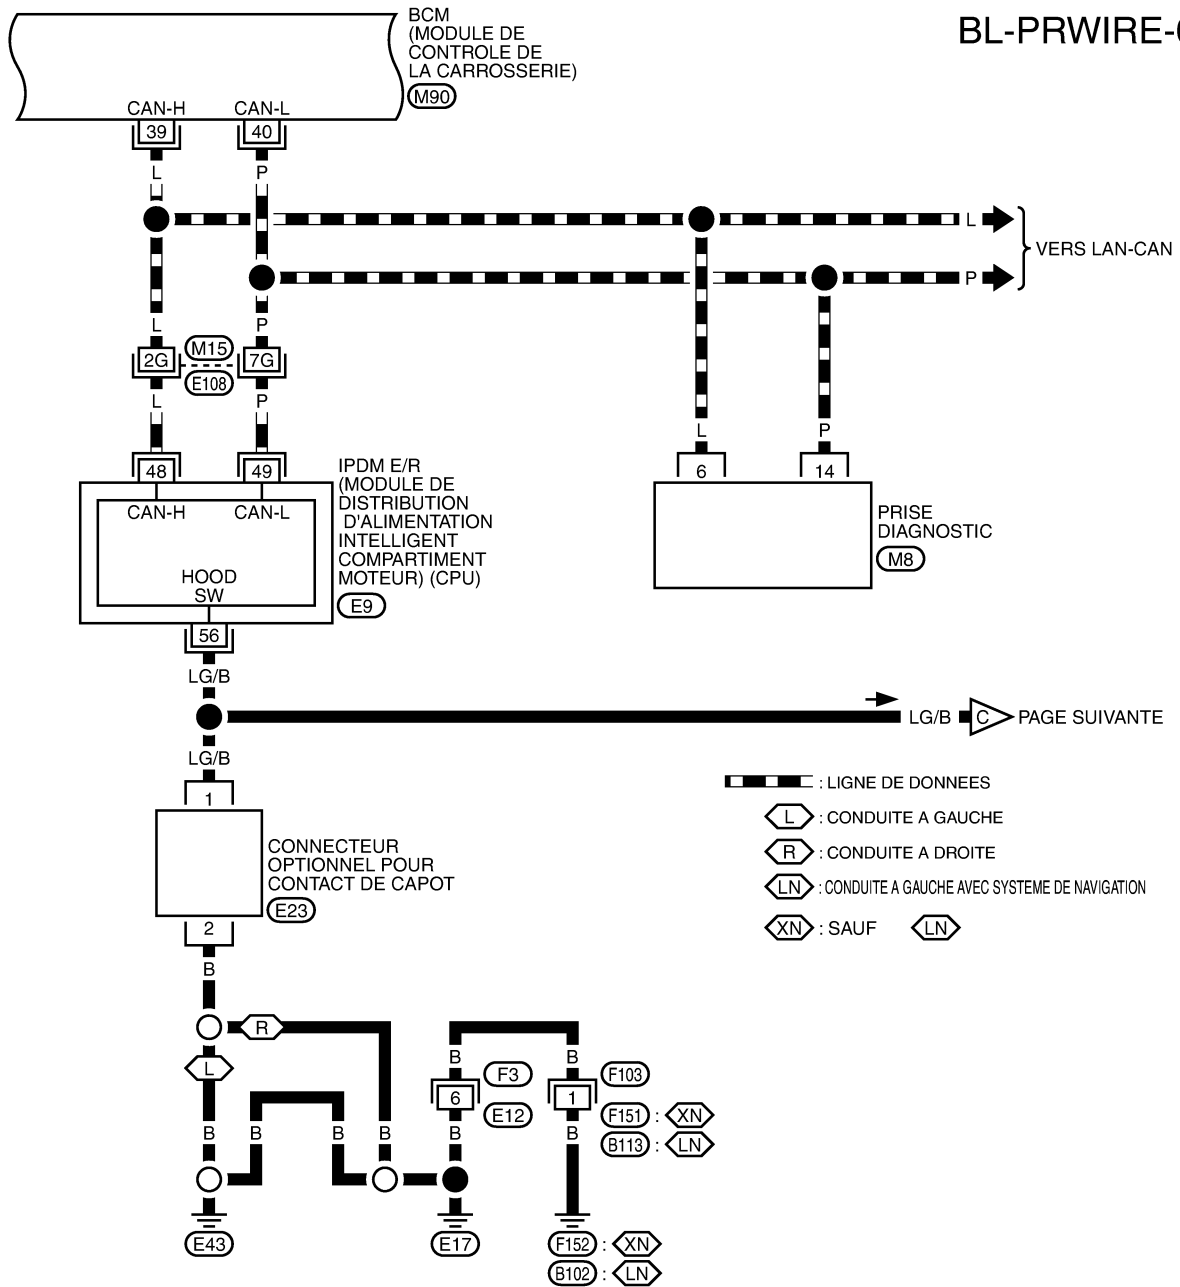 BL-PRWIRE-
BCM
(MODULE DE
CONTROLE DE
LA CARROSSERIE)
M90
CAN-H CAN-L
39 40
L P
L
P
VERS LAN-CAN
L P
2G M15 7G
E108
L P
L P
48 49
6 14
CAN-H CAN-L
HOOD
SW
IPDM E/R
(MODULE DE
DISTRIBUTION
D'ALIMENTATION
INTELLIGENT
COMPARTIMENT
MOTEUR) (CPU)
E9
PRISE
DIAGNOSTIC
M8
56
LG/B
LG/B C PAGE SUIVANTE
LG/B
1
CONNECTEUR
OPTIONNEL POUR
CONTACT DE CAPOT
E23
2
: LIGNE DE DONNEES
L : CONDUITE A GAUCHE
R : CONDUITE A DROITE
LN : CONDUITE A GAUCHE AVEC SYSTEME DE NAVIGATION
XN : SAUF LN
B
R
L
B B
F3 F103
6 1
E12 F151 : XN
B113 : LN
B B B B B B
E43 E17 F152 : XN
B102 : LN